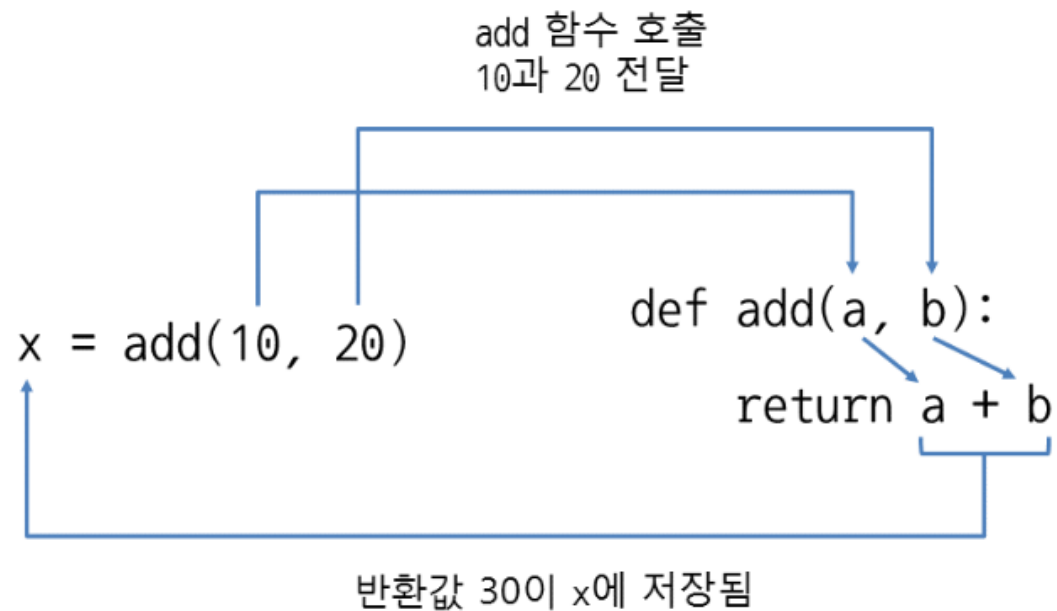 add 함수 호출
10과 20 전달
x = add(10, 20)
def add(a, b):
return a + b
반환값 30이 x에 저장됨